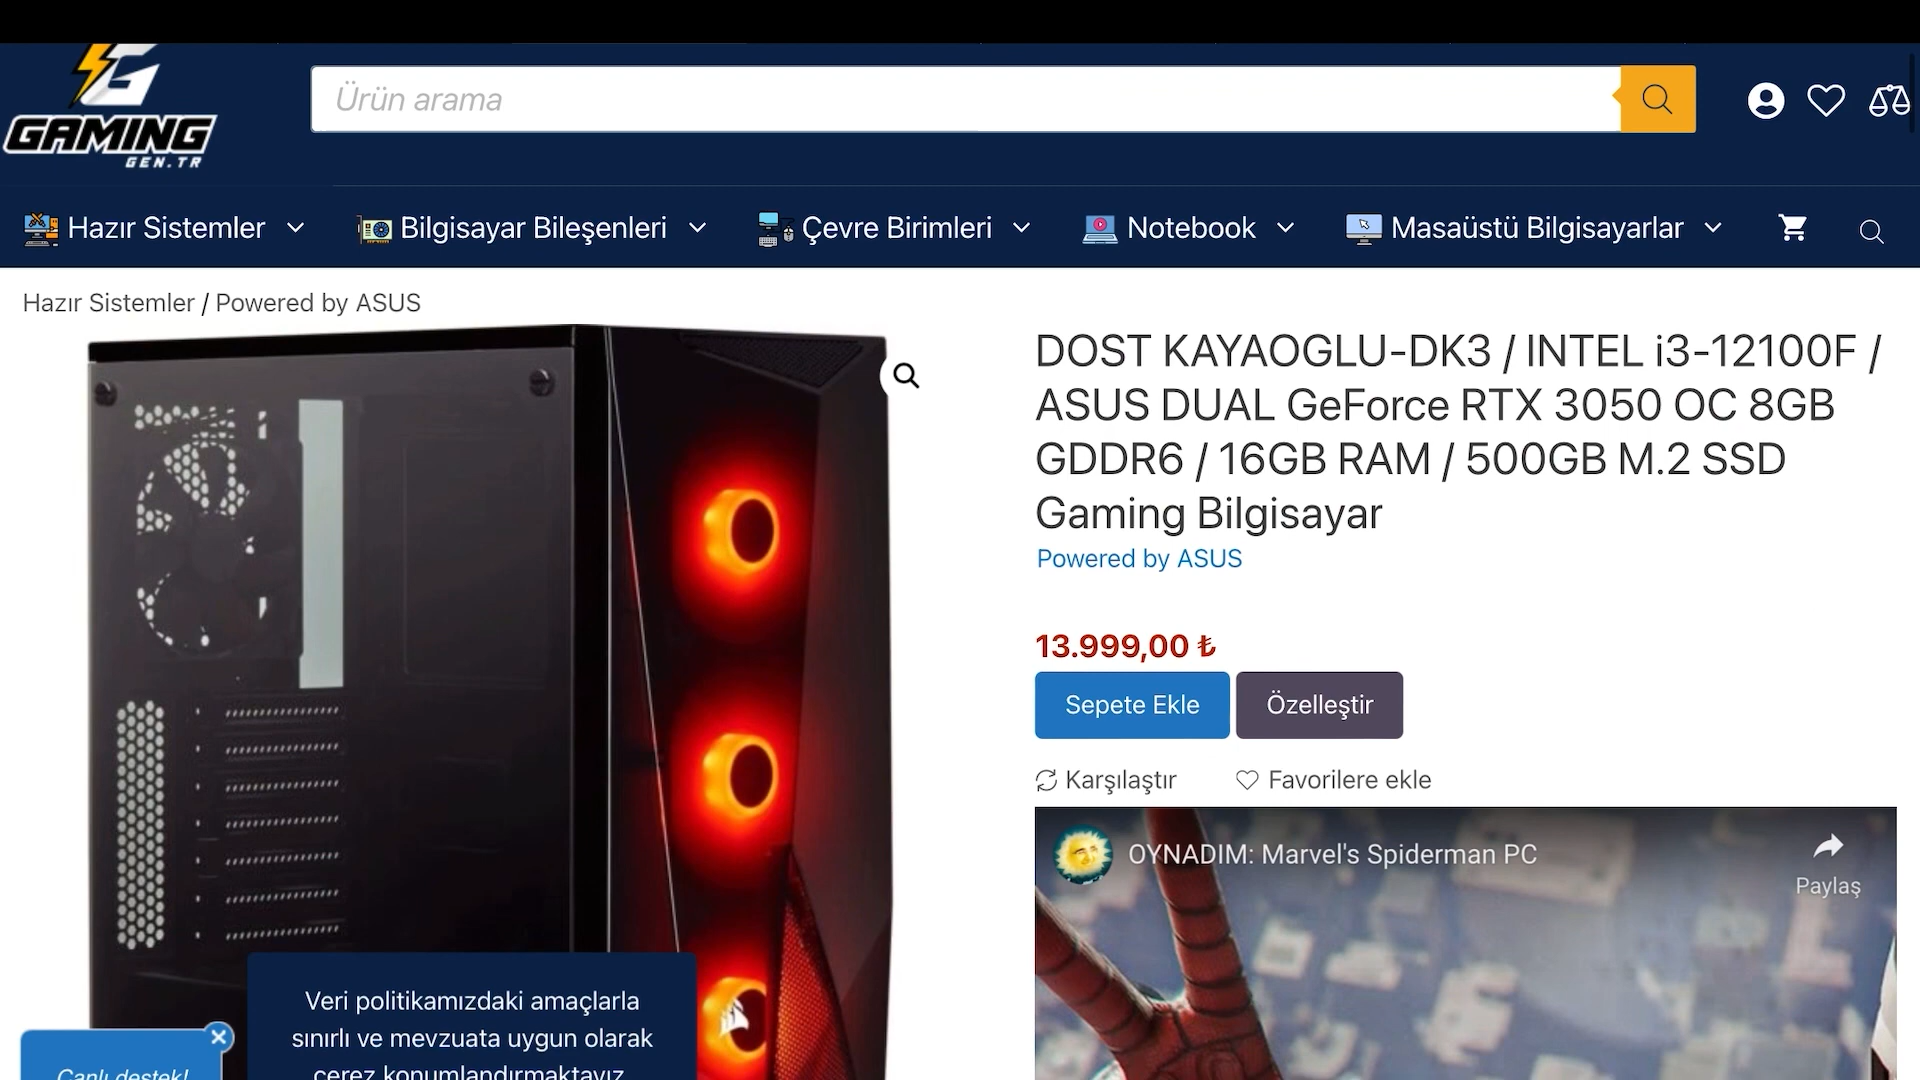 GAMING
GEN.TR
Ürün arama
Hazır Sistemler
Bilgisayar Bileşenleri
Çevre Birimleri
Notebook
Masaüstü Bilgisayarlar
Hazır Sistemler / Powered by ASUS
DOST KAYAOGLU-DK3 / INTEL i3-12100F /
ASUS DUAL GeForce RTX 3050 OC 8GB
GDDR6 / 16GB RAM / 500GB M.2 SSD
Gaming Bilgisayar
Powered by ASUS
13.999,00 ₺
Sepete Ekle
Özelleştir
Karşılaştır
Favorilere ekle
OYNADIM: Marvel's Spiderman PC
Paylaş
Veri politikamızdaki amaçlarla
sınırlı ve mevzuata uygun olarak
çerez konumlandırmaktayız
Canlı destek!